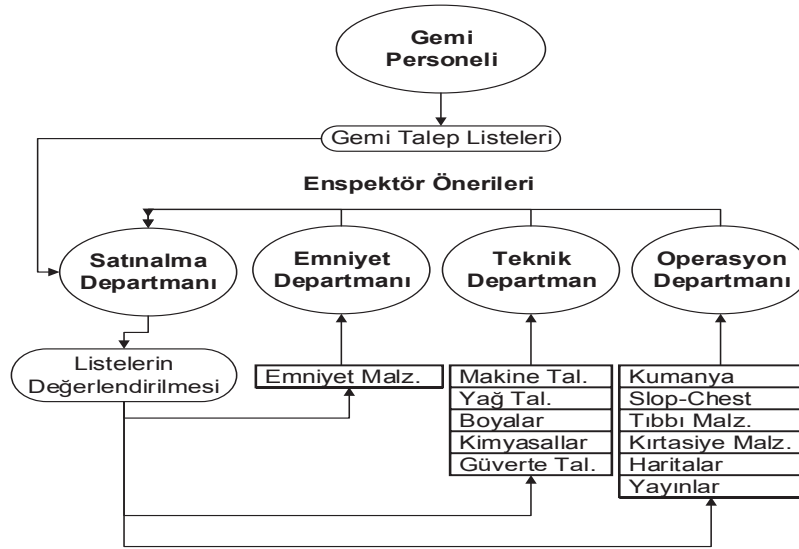 Gemi
Personeli
Gemi Talep Listeleri
Enspektör Önerileri
Satınalma
Departmanı
Emniyet
Departmanı
Teknik
Departman
Operasyon
Departmanı
Listelerin
Değerlendirilmesi
Emniyet Malz.
Makine Tal.
Yağ Tal.
Boyalar
Kimyasallar
Güverte Tal.
Kumanya
Slop-Chest
Tıbbı Malz.
Kırtasiye Malz.
Haritalar
Yayınlar